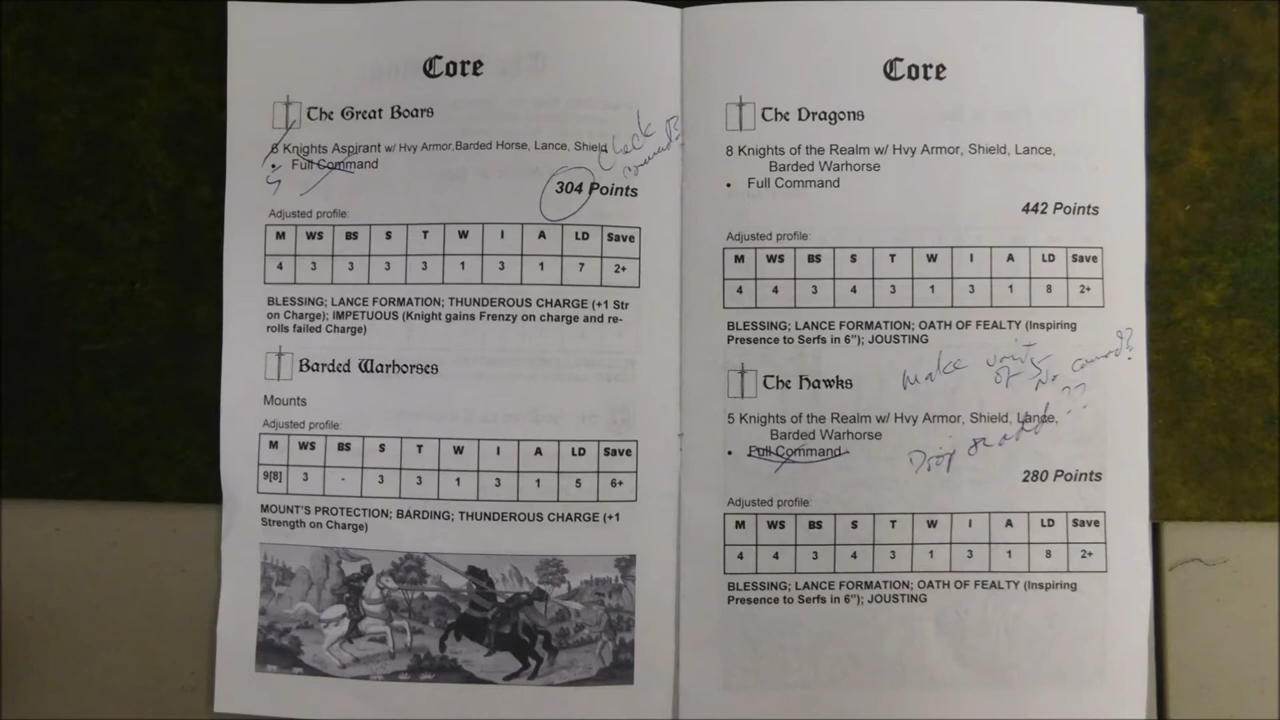 Core
The Great Boars
6 Knights Aspirant w/ Hvy Armor,Barded Horse, Lance, Shield
• Full Command
5
Check
304 Points
Adjusted profile:
M WS BS S T W I A LD Save
4 3 3 3 3 1 3 1 7 2+
BLESSING; LANCE FORMATION; THUNDEROUS CHARGE (+1 Str
on Charge); IMPETUOUS (Knight gains Frenzy on charge and re-
rolls failed Charge)
Barded Warhorses
Mounts
Adjusted profile:
M WS BS S T W I A LD Save
9[8] 3 - 3 3 1 3 1 5 6+
MOUNT'S PROTECTION; BARDING; THUNDEROUS CHARGE (+1
Strength on Charge)
Core
The Dragons
8 Knights of the Realm w/ Hvy Armor, Shield, Lance,
Barded Warhorse
• Full Command
442 Points
Adjusted profile:
M WS BS S T W I A LD Save
4 4 3 4 3 1 3 1 8 2+
BLESSING; LANCE FORMATION; OATH OF FEALTY (Inspiring
Presence to Serfs in 6"); JOUSTING
Make units
of 5
No
The Hawks
5 Knights of the Realm w/ Hvy Armor, Shield, Lance,
Barded Warhorse
• Full Command
Drop
??
280 Points
Adjusted profile:
M WS BS S T W I A LD Save
4 4 3 4 3 1 3 1 8 2+
BLESSING; LANCE FORMATION; OATH OF FEALTY (Inspiring
Presence to Serfs in 6"); JOUSTING